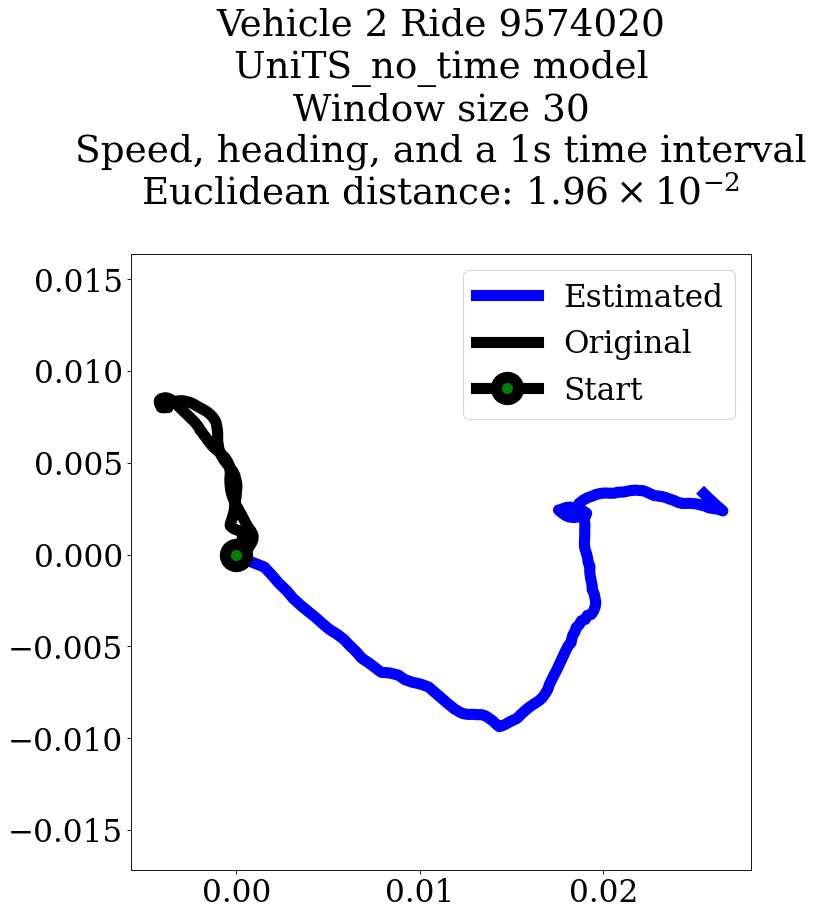 Vehicle 2 Ride 9574020
UniTS_no_time model
Window size 30
Speed, heading, and a 1s time interval
Euclidean distance: 1.96 × 10⁻²
Estimated
Original
Start
0.015
0.010
0.005
0.000
−0.005
−0.010
−0.015
0.00 0.01 0.02